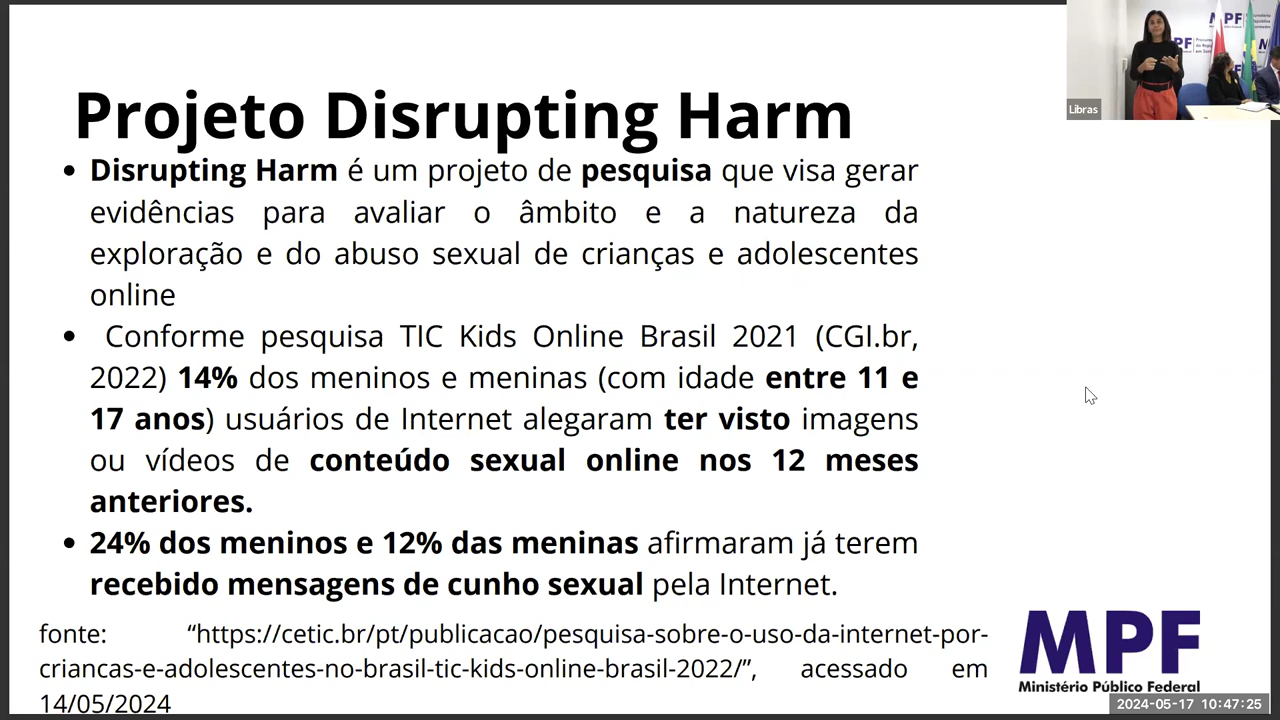 Projeto Disrupting Harm
• Disrupting Harm é um projeto de pesquisa que visa gerar
evidências para avaliar o âmbito e a natureza da
exploração e do abuso sexual de crianças e adolescentes
online
• Conforme pesquisa TIC Kids Online Brasil 2021 (CGI.br,
2022) 14% dos meninos e meninas (com idade entre 11 e
17 anos) usuários de Internet alegaram ter visto imagens
ou vídeos de conteúdo sexual online nos 12 meses
anteriores.
• 24% dos meninos e 12% das meninas afirmaram já terem
recebido mensagens de cunho sexual pela Internet.
fonte: “https://cetic.br/pt/publicacao/pesquisa-sobre-o-uso-da-internet-por-
criancas-e-adolescentes-no-brasil-tic-kids-online-brasil-2022/”, acessado em
14/05/2024
MPF
Ministério Público Federal
2024-05-17 10:47:25
Libras
MPF